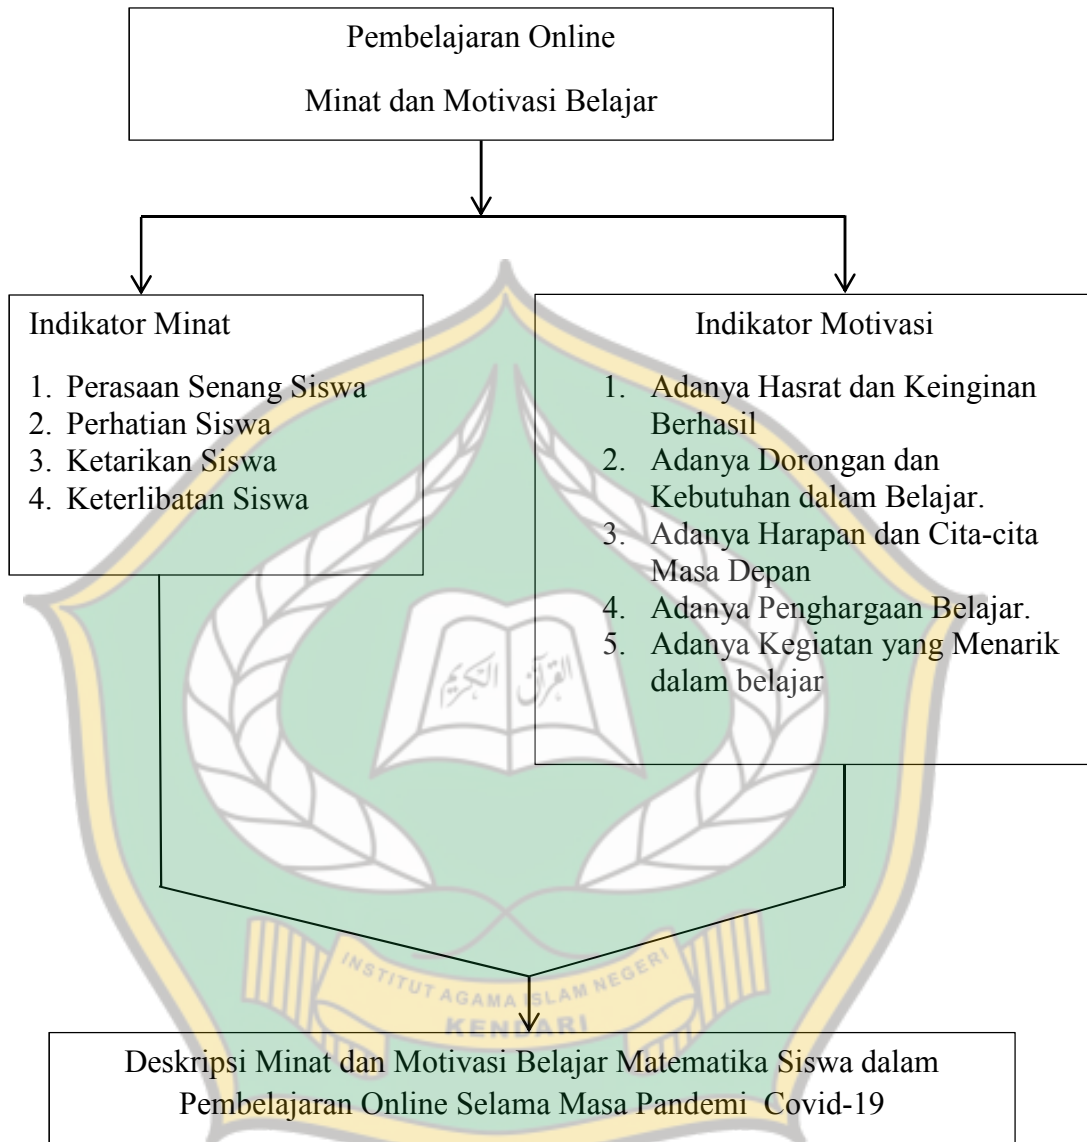 Pembelajaran Online
Minat dan Motivasi Belajar
Indikator Minat
1. Perasaan Senang Siswa
2. Perhatian Siswa
3. Ketarikan Siswa
4. Keterlibatan Siswa
Indikator Motivasi
1. Adanya Hasrat dan Keinginan
Berhasil
2. Adanya Dorongan dan
Kebutuhan dalam Belajar.
3. Adanya Harapan dan Cita-cita
Masa Depan
4. Adanya Penghargaan Belajar.
5. Adanya Kegiatan yang Menarik
dalam belajar
القرآن الكريم
INSTITUT AGAMA ISLAM NEGERI
KENDARI
Deskripsi Minat dan Motivasi Belajar Matematika Siswa dalam
Pembelajaran Online Selama Masa Pandemi Covid-19